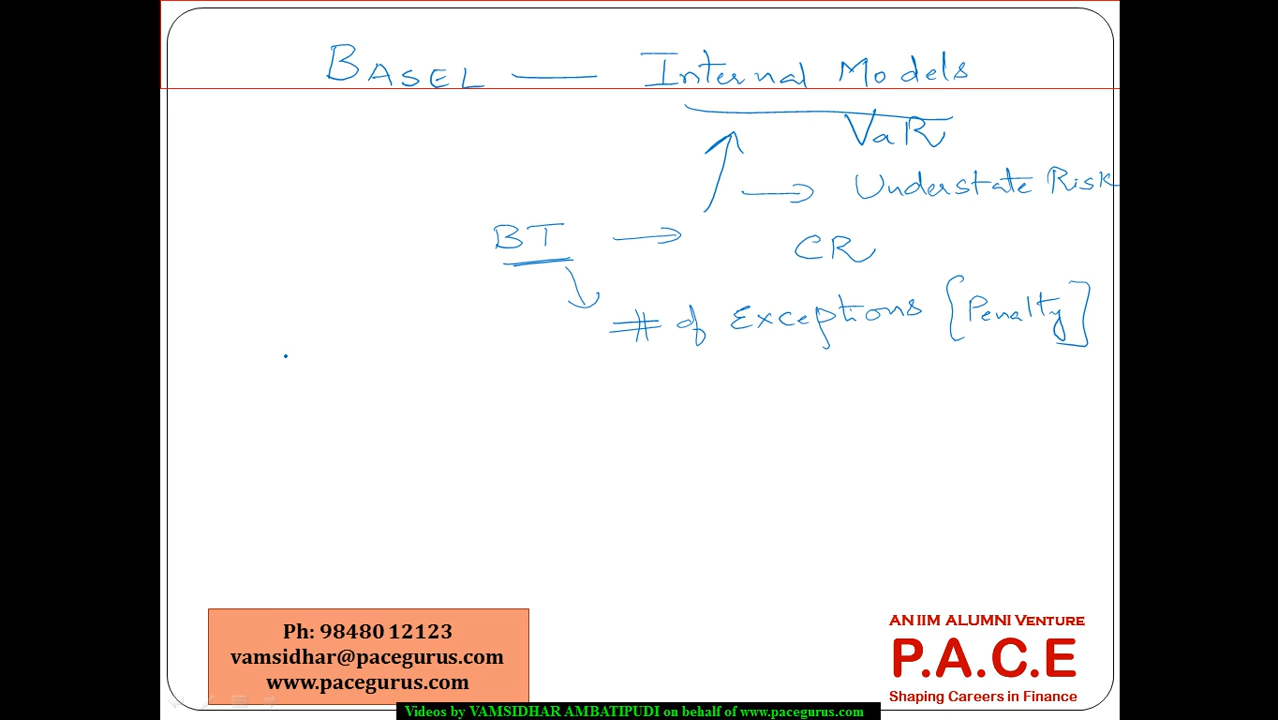 BASEL — Internal Models
VaR
→ Understate Risk
BT → CR
# of Exceptions [Penalty]
Ph: 98480 12123
vamsidhar@pacegurus.com
www.pacegurus.com
AN IIM ALUMNI VENTURE
P.A.C.E
Shaping Careers in Finance
Videos by VAMSIDHAR AMBATIPUDI on behalf of www.pacegurus.com